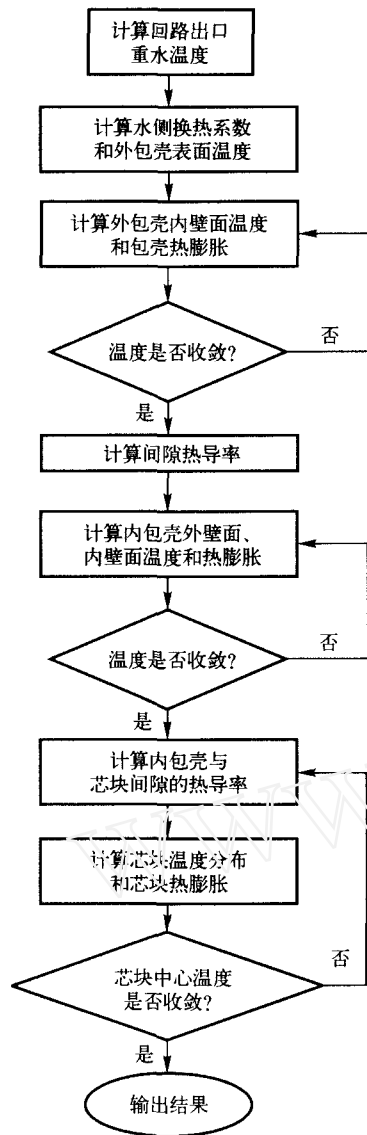 计算回路出口
重水温度
计算水侧换热系数
和外包壳表面温度
计算外包壳内壁面温度
和包壳热膨胀
温度是否收敛?
否
是
计算间隙热导率
计算内包壳外壁面、
内壁面温度和热膨胀
温度是否收敛?
否
是
计算内包壳与
芯块间隙的热导率
WWW
计算芯块温度分布
和芯块热膨胀
芯块中心温度
是否收敛?
否
是
输出结果